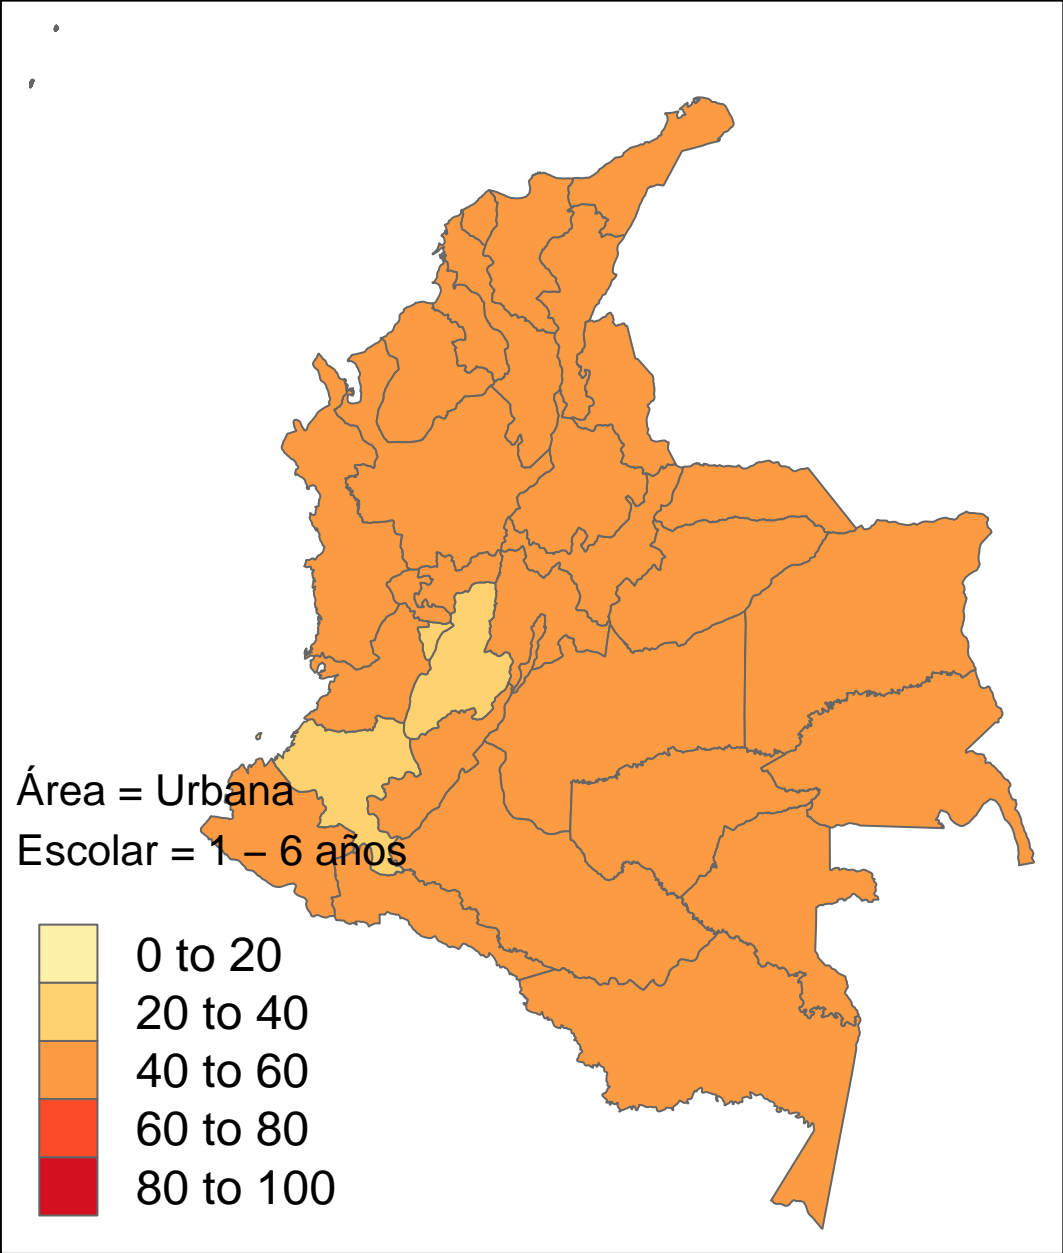 Área = Urbana
Escolar = 1 – 6 años
0 to 20
20 to 40
40 to 60
60 to 80
80 to 100